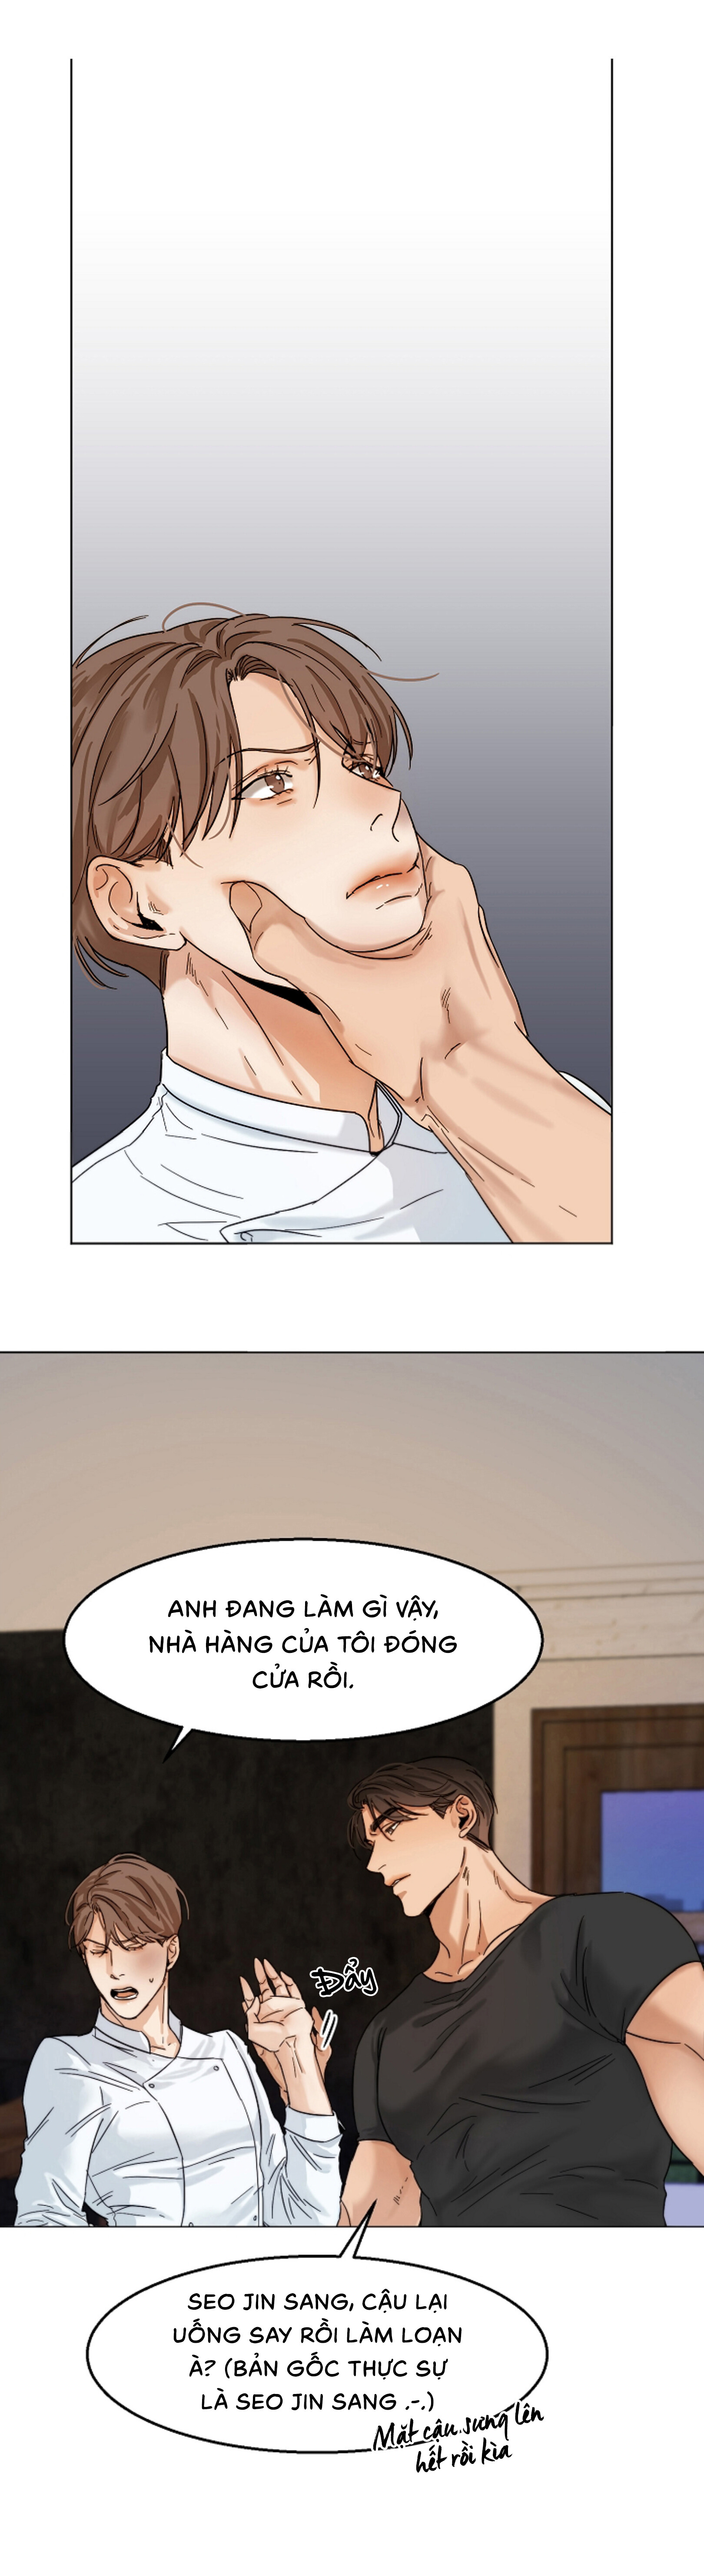 ANH ĐANG LÀM GÌ VẬY,
NHÀ HÀNG CỦA TÔI ĐÓNG
CỬA RỒI.
Đẩy
SEO JIN SANG, CẬU LẠI
UỐNG SAY RỒI LÀM LOẠN
À? (BẢN GỐC THỰC SỰ
LÀ SEO JIN SANG .-.)
Mặt cậu sưng lên
hết rồi kìa